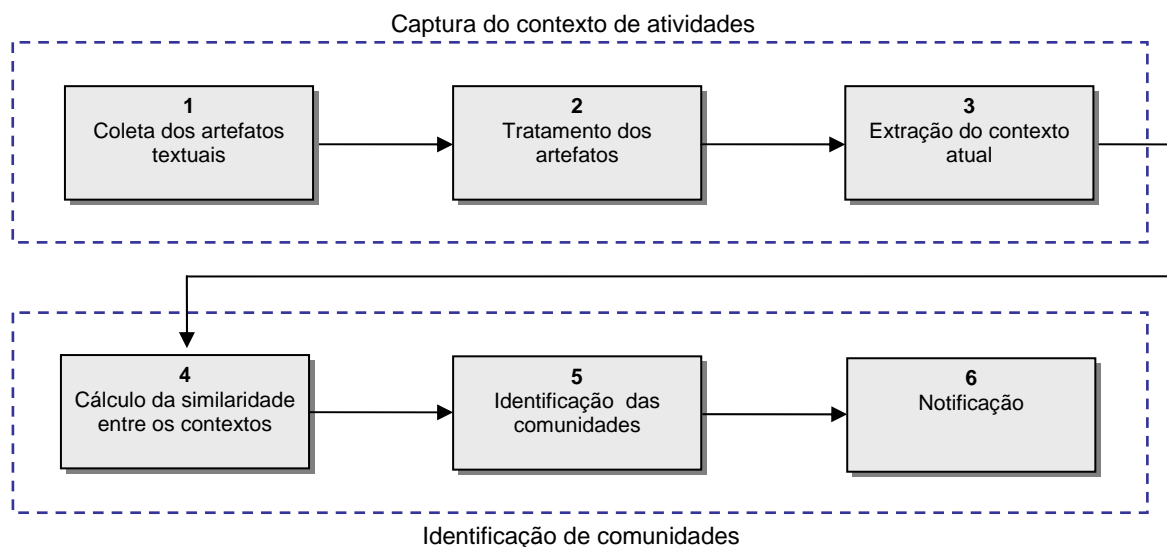 Captura do contexto de atividades
1
Coleta dos artefatos
textuais
2
Tratamento dos
artefatos
3
Extração do contexto
atual
4
Cálculo da similaridade
entre os contextos
5
Identificação das
comunidades
6
Notificação
Identificação de comunidades